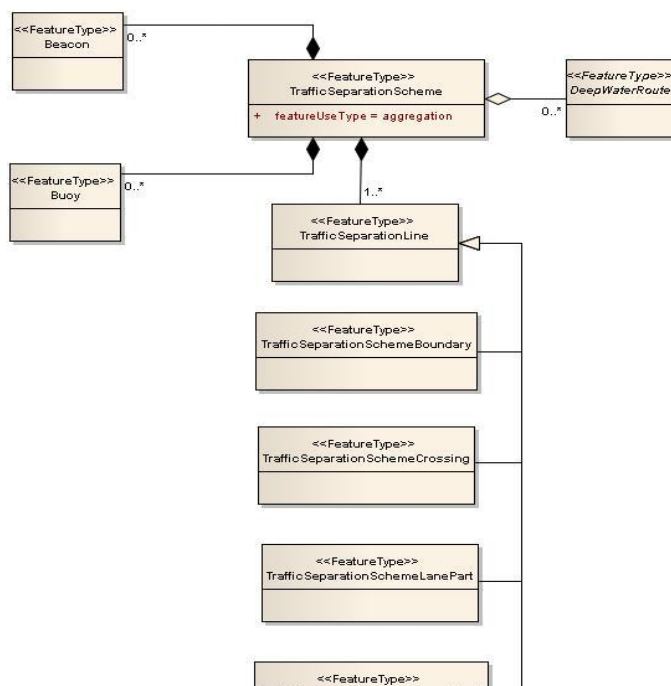 <<FeatureType>>
Beacon
0..*
<<FeatureType>>
TrafficSeparationScheme
+ featureUseType = aggregation
<<FeatureType>>
DeepWaterRoute
0..*
<<FeatureType>>
Buoy
0..*
1..*
<<FeatureType>>
TrafficSeparationLine
<<FeatureType>>
TrafficSeparationSchemeBoundary
<<FeatureType>>
TrafficSeparationSchemeCrossing
<<FeatureType>>
TrafficSeparationSchemeLanePart
<<FeatureType>>